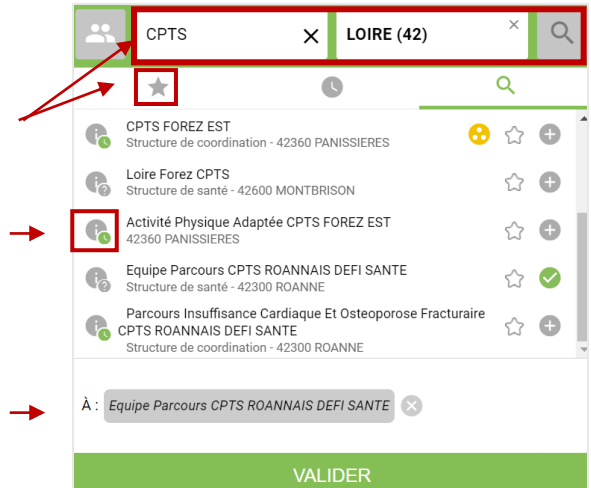 CPTS
LOIRE (42)
CPTS FOREZ EST
Structure de coordination - 42360 PANISSIERES
Loire Forez CPTS
Structure de santé - 42600 MONTBRISON
Activité Physique Adaptée CPTS FOREZ EST
42360 PANISSIERES
Equipe Parcours CPTS ROANNAIS DEFI SANTE
Structure de santé - 42300 ROANNE
Parcours Insuffisance Cardiaque Et Osteoporose Fracturaire
CPTS ROANNAIS DEFI SANTE
Structure de coordination - 42300 ROANNE
À : Equipe Parcours CPTS ROANNAIS DEFI SANTE
VALIDER